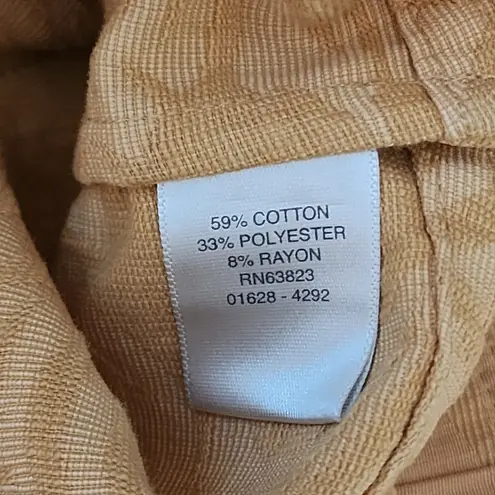 59% COTTON
33% POLYESTER
8% RAYON
RN63823
01628 - 4292